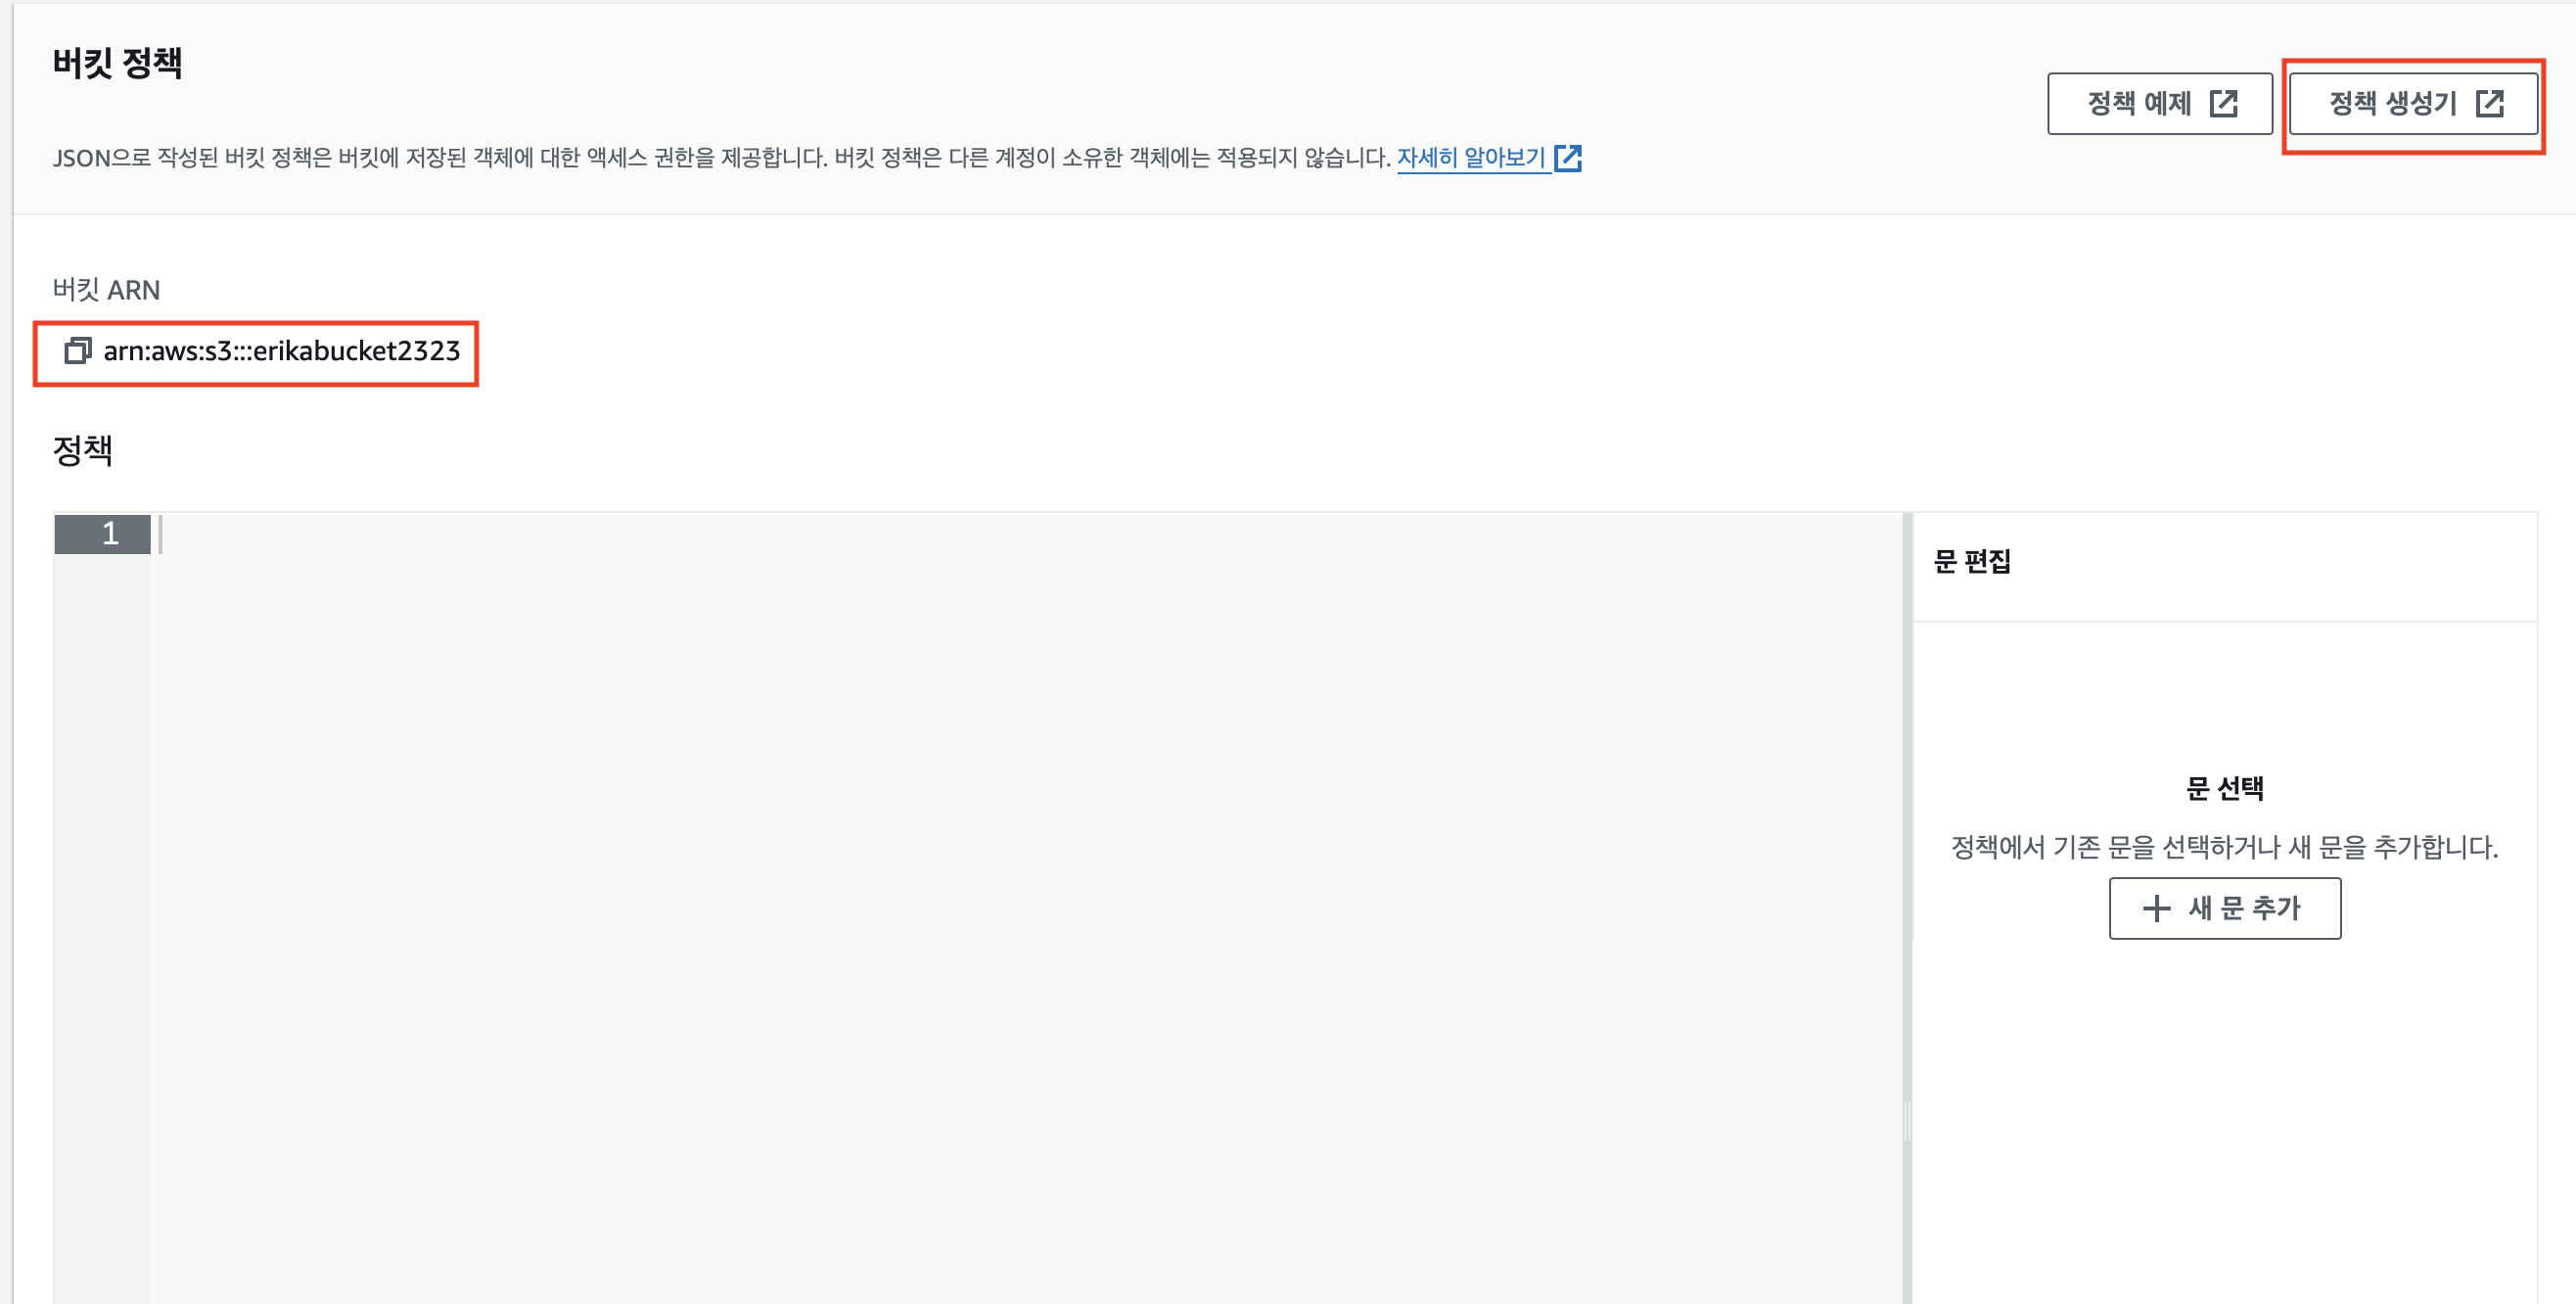 버킷 정책
정책 예제
정책 생성기
JSON으로 작성된 버킷 정책은 버킷에 저장된 객체에 대한 액세스 권한을 제공합니다. 버킷 정책은 다른 계정이 소유한 객체에는 적용되지 않습니다. 자세히 알아보기
버킷 ARN
arn:aws:s3:::erikabucket2323
정책
1
문 편집
문 선택
정책에서 기존 문을 선택하거나 새 문을 추가합니다.
새 문 추가